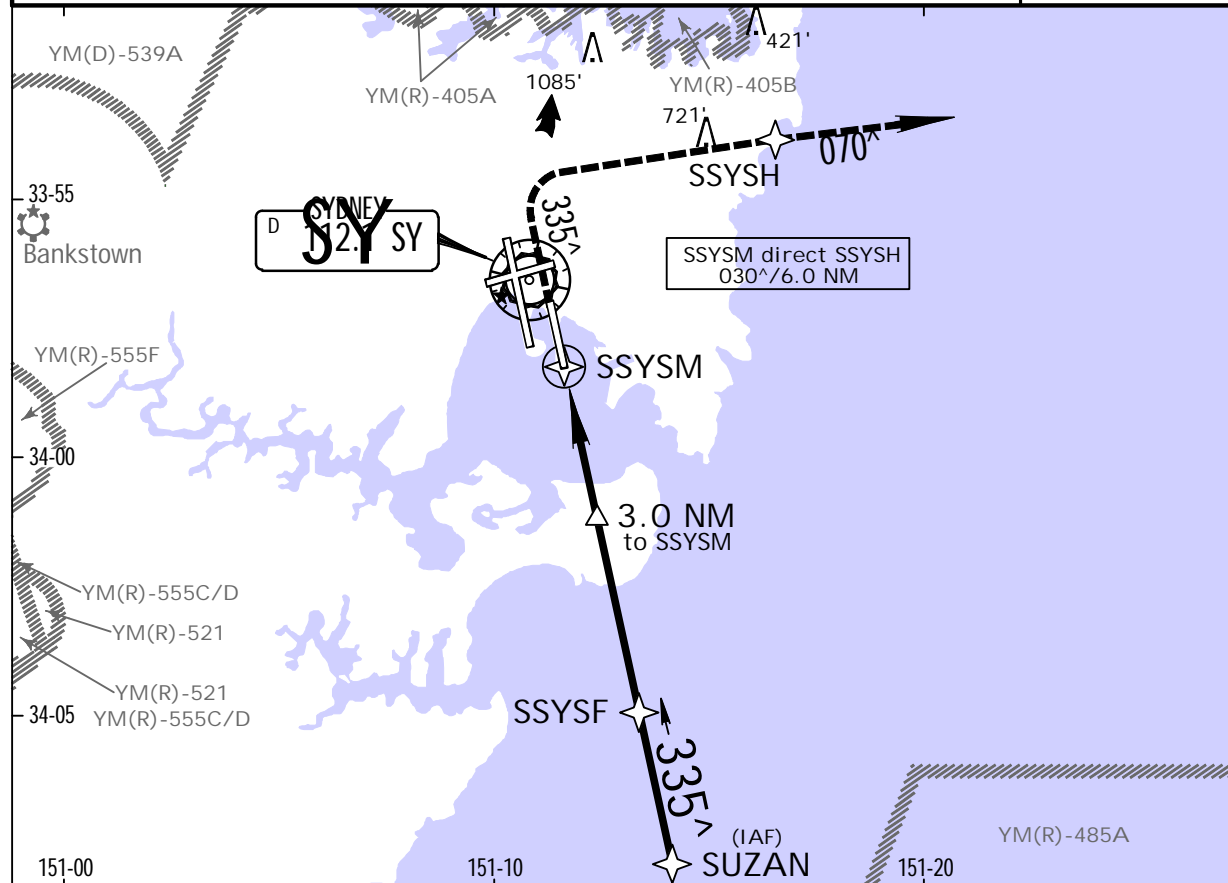 YM(D)-539A
YM(R)-405A
1085'
YM(R)-405B
421'
721'
SSYSH
070^
33-55
Bankstown
D
SYDNEY
SY
SY
335^
SSYSM direct SSYSH
030^/6.0 NM
YM(R)-555F
SSYSM
34-00
3.0 NM
to SSYSM
YM(R)-555C/D
YM(R)-521
YM(R)-521
YM(R)-555C/D
34-05
SSYSF
335^
(IAF)
SUZAN
YM(R)-485A
151-00
151-10
151-20